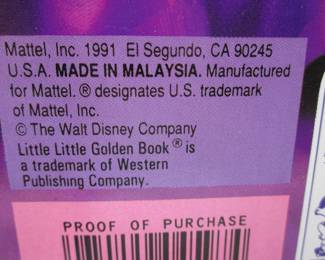 Mattel, Inc. 1991 El Segundo, CA 90245
U.S.A. MADE IN MALAYSIA. Manufactured
for Mattel. ® designates U.S. trademark
of Mattel, Inc.
© The Walt Disney Company
Little Little Golden Book® is
a trademark of Western
Publishing Company.
PROOF OF PURCHASE